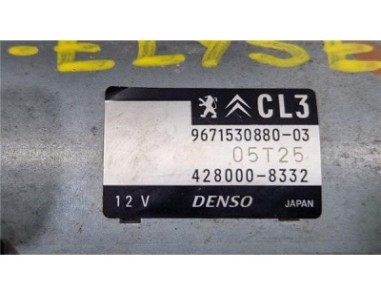 -ELYSE
CL3
9671530880-03
05T25
428000-8332
12 V DENSO JAPAN